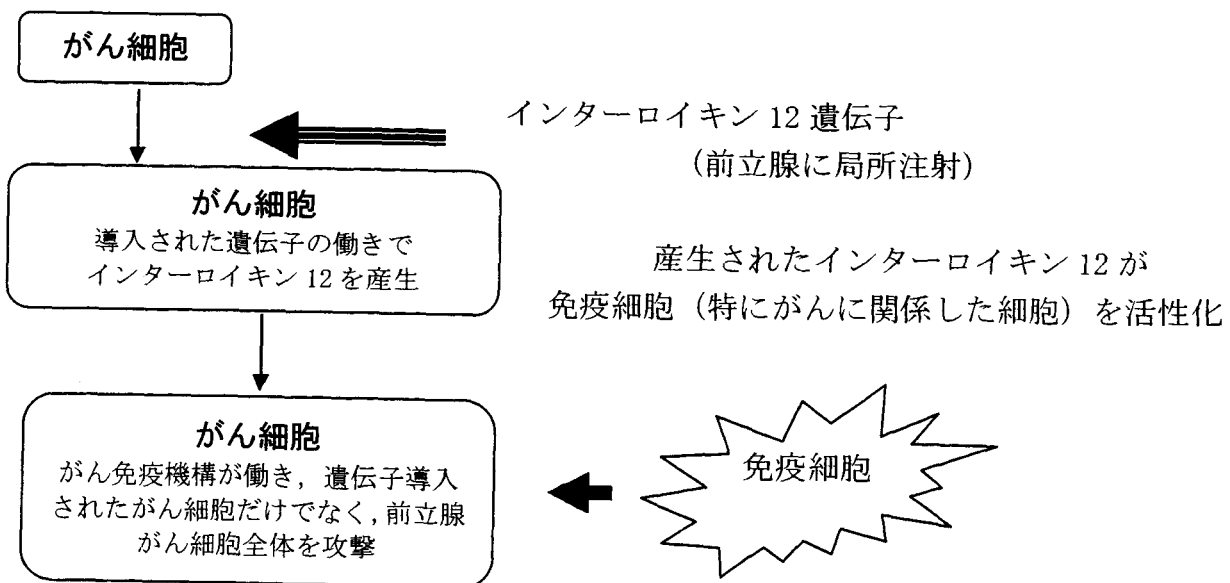 がん細胞
インターロイキン 12 遺伝子
(前立腺に局所注射)
がん細胞
導入された遺伝子の働きで
インターロイキン 12 を産生
産生されたインターロイキン 12 が
免疫細胞(特にがんに関係した細胞)を活性化
がん細胞
がん免疫機構が働き,遺伝子導入
されたがん細胞だけでなく,前立腺
がん細胞全体を攻撃
免疫細胞